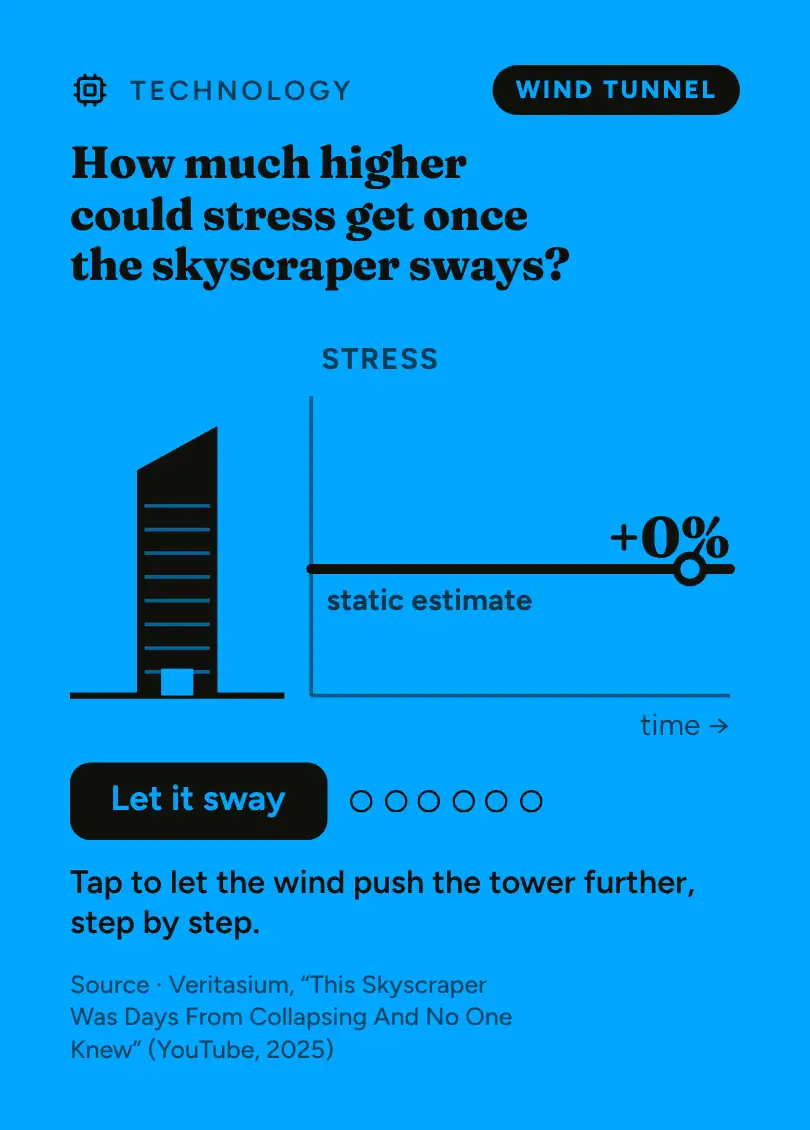 TECHNOLOGY
WIND TUNNEL
How much higher
could stress get once
the skyscraper sways?
STRESS
+0%
static estimate
time →
Let it sway
Tap to let the wind push the tower further,
step by step.
Source · Veritasium, “This Skyscraper
Was Days From Collapsing And No One
Knew” (YouTube, 2025)